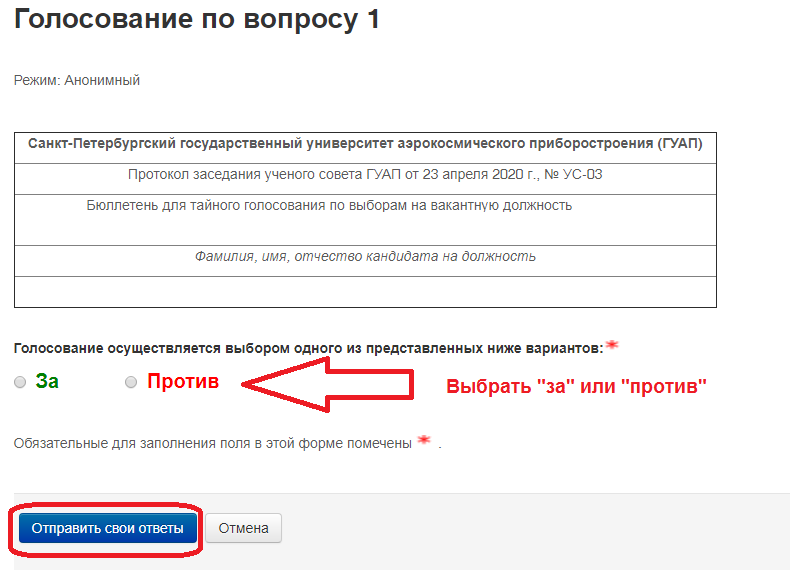 Голосование по вопросу 1
Режим: Анонимный
Санкт-Петербургский государственный университет аэрокосмического приборостроения (ГУАП)
Протокол заседания ученого совета ГУАП от 23 апреля 2020 г., № УС-03
Бюллетень для тайного голосования по выборам на вакантную должность
Фамилия, имя, отчество кандидата на должность
Голосование осуществляется выбором одного из представленных ниже вариантов:
За Против Выбрать "за" или "против"
Обязательные для заполнения поля в этой форме помечены .
Отправить свои ответы Отмена